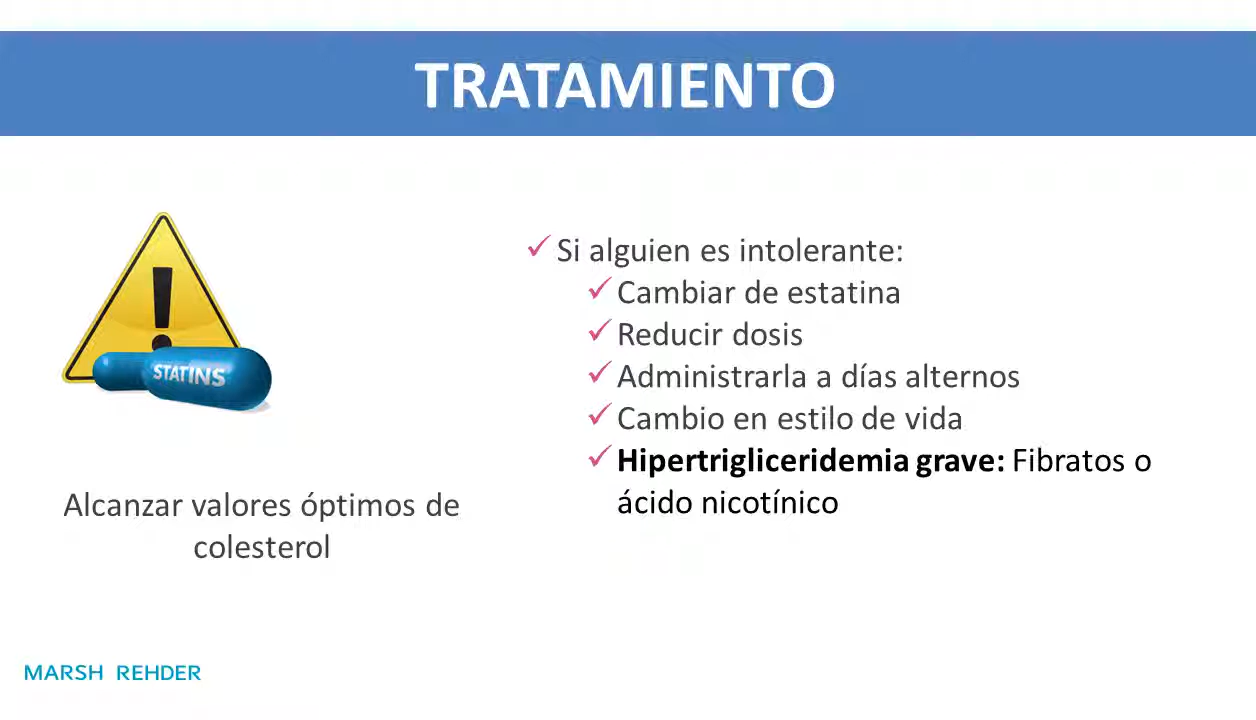 TRATAMIENTO
STATINS
Alcanzar valores óptimos de
colesterol
Si alguien es intolerante:
Cambiar de estatina
Reducir dosis
Administrarla a días alternos
Cambio en estilo de vida
Hipertrigliceridemia grave: Fibratos o
ácido nicotínico
MARSH REHDER